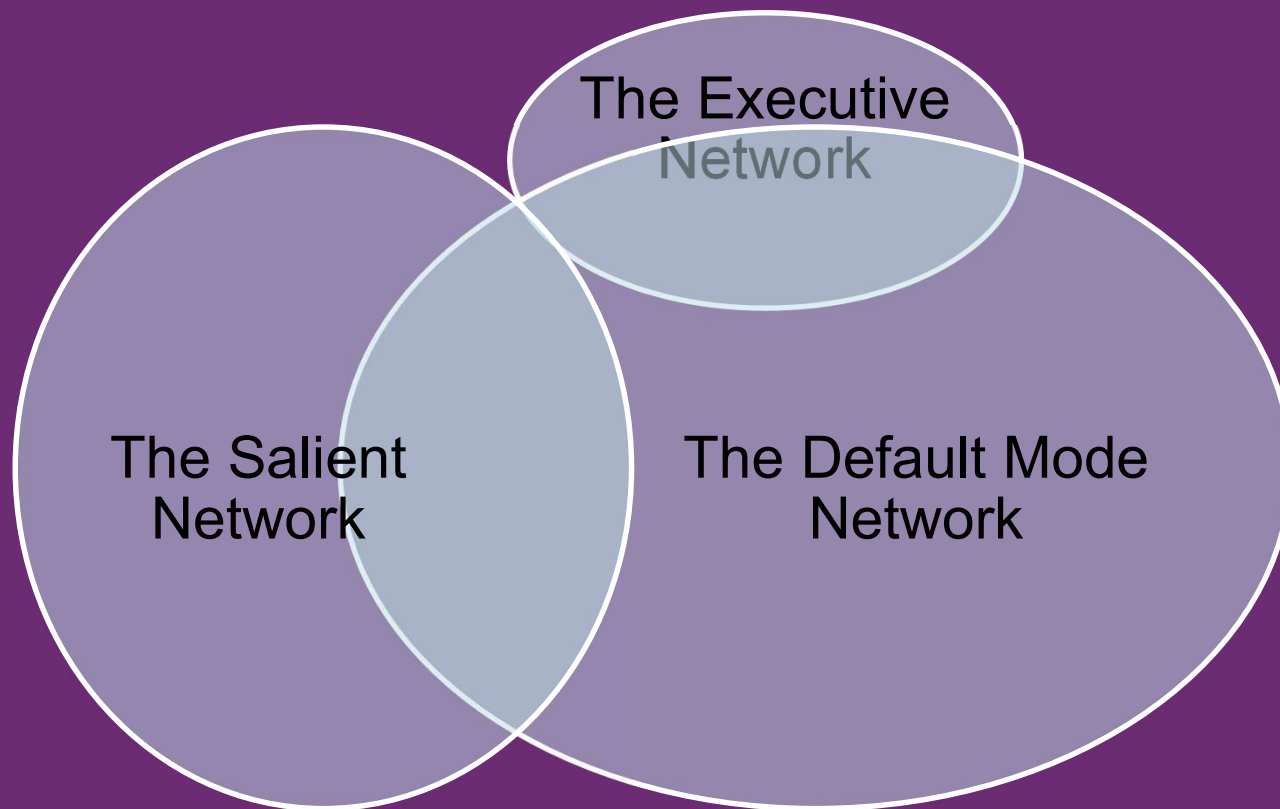 The Executive
Network
The Salient
Network
The Default Mode
Network